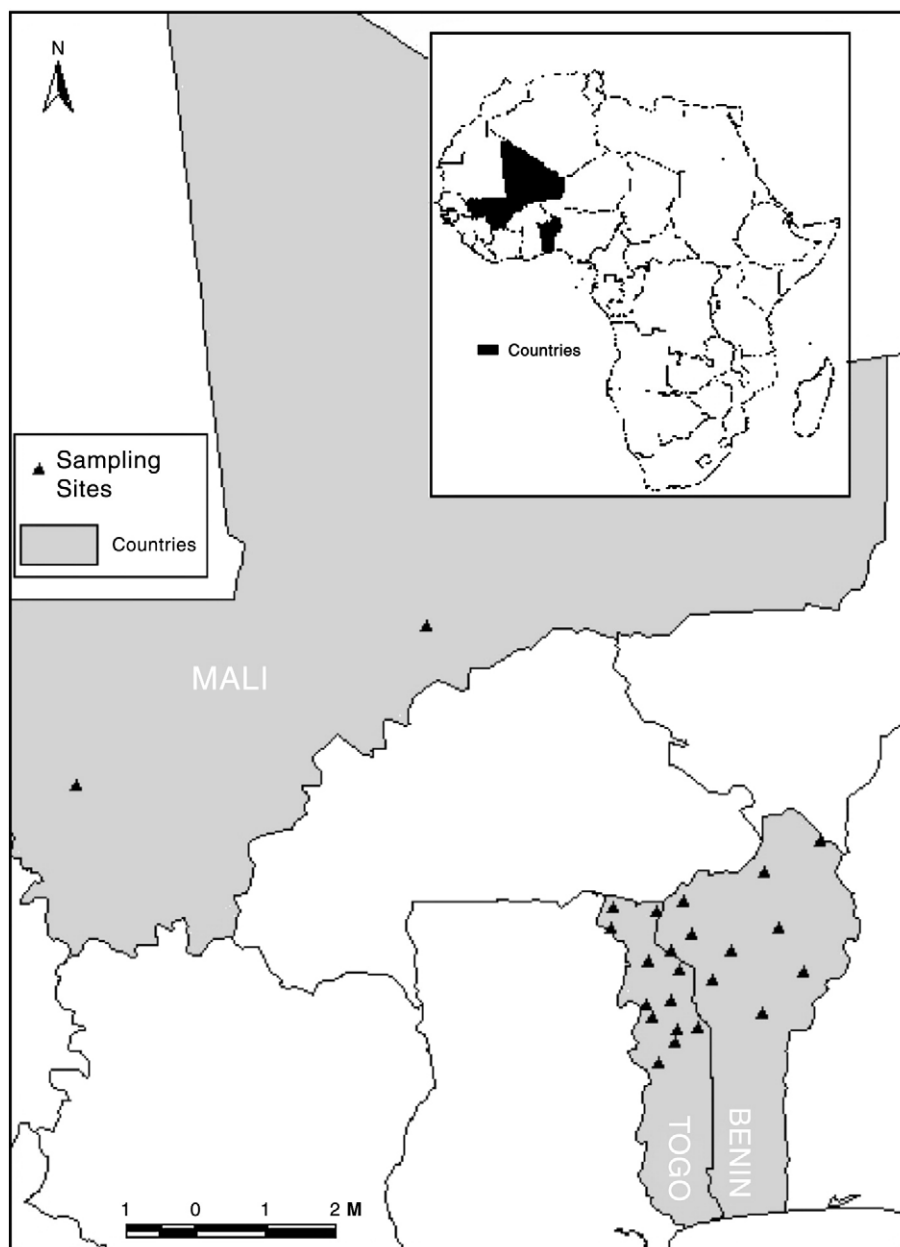 N
Countries
Sampling
Sites
Countries
MALI
TOGO
BENIN
1 0 1 2 M